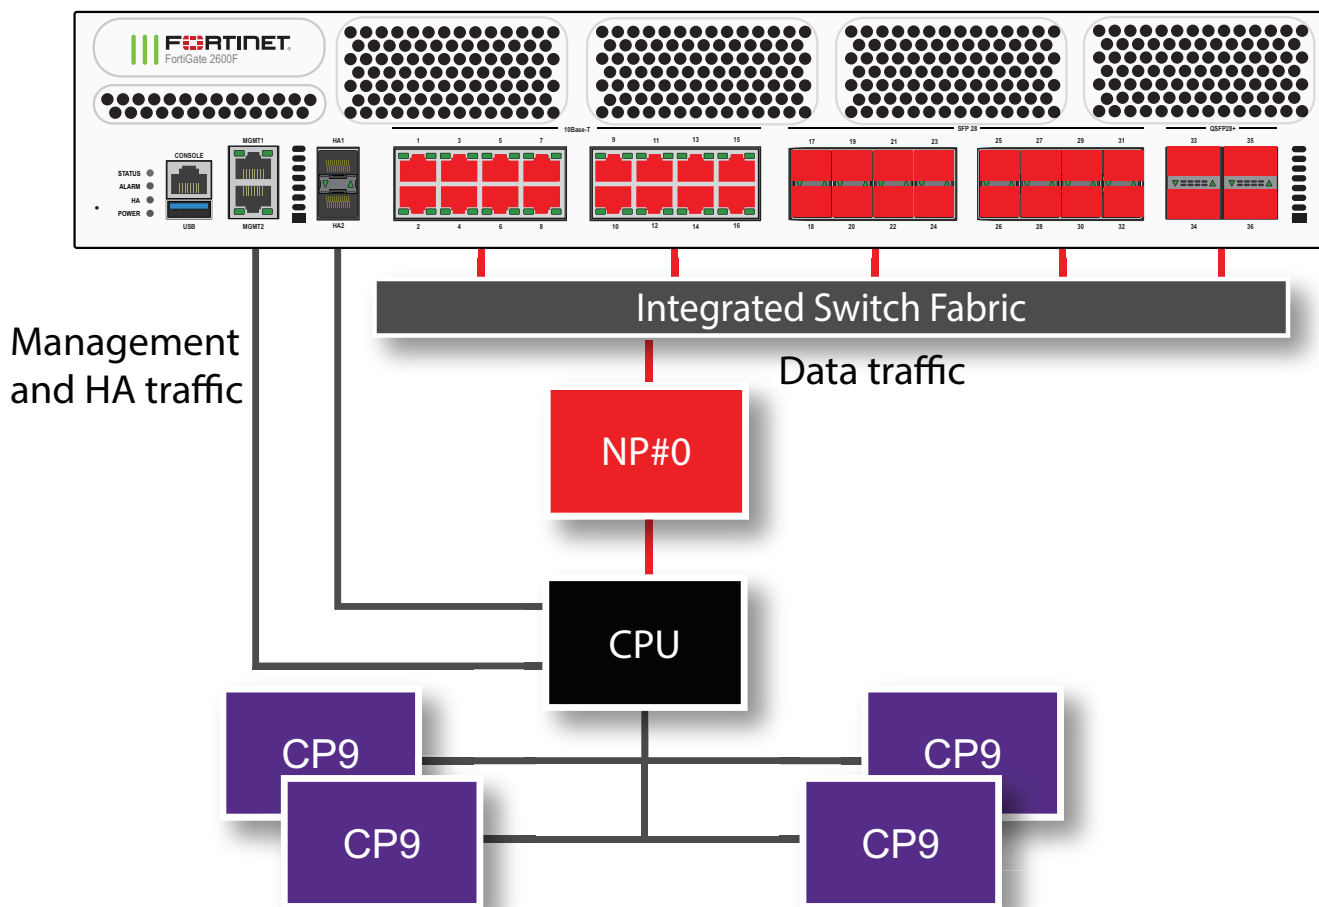 FORTINET
FortiGate 2600F
10Base-T
SFP 28
QSFP28+
MGMT1
HA1
1 3 5 7
9 11 13 15
17 19 21 23
25 27 29 31
33 35
CONSOLE
STATUS
ALARM
HA
POWER
USB
MGMT2
HA2
2 4 6 8
10 12 14 16
18 20 22 24
26 28 30 32
34 36
Integrated Switch Fabric
Management
and HA traffic
Data traffic
NP#0
CPU
CP9
CP9
CP9
CP9